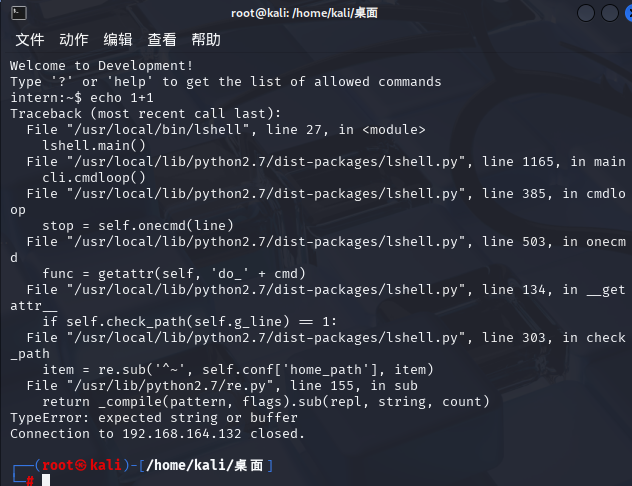 root@kali: /home/kali/桌面
文件 动作 编辑 查看 帮助
Welcome to Development!
Type '?' or 'help' to get the list of allowed commands
intern:~$ echo 1+1
Traceback (most recent call last):
  File "/usr/local/bin/lshell", line 27, in <module>
    lshell.main()
  File "/usr/local/lib/python2.7/dist-packages/lshell.py", line 1165, in main
    cli.cmdloop()
  File "/usr/local/lib/python2.7/dist-packages/lshell.py", line 385, in cmdlo
op
    stop = self.onecmd(line)
  File "/usr/local/lib/python2.7/dist-packages/lshell.py", line 503, in onecm
d
    func = getattr(self, 'do_' + cmd)
  File "/usr/local/lib/python2.7/dist-packages/lshell.py", line 134, in __get
attr__
    if self.check_path(self.g_line) == 1:
  File "/usr/local/lib/python2.7/dist-packages/lshell.py", line 303, in check
_path
    item = re.sub('^~', self.conf['home_path'], item)
  File "/usr/lib/python2.7/re.py", line 155, in sub
    return _compile(pattern, flags).sub(repl, string, count)
TypeError: expected string or buffer
Connection to 192.168.164.132 closed.
┌──(root㉿kali)-[/home/kali/桌面]
└─#